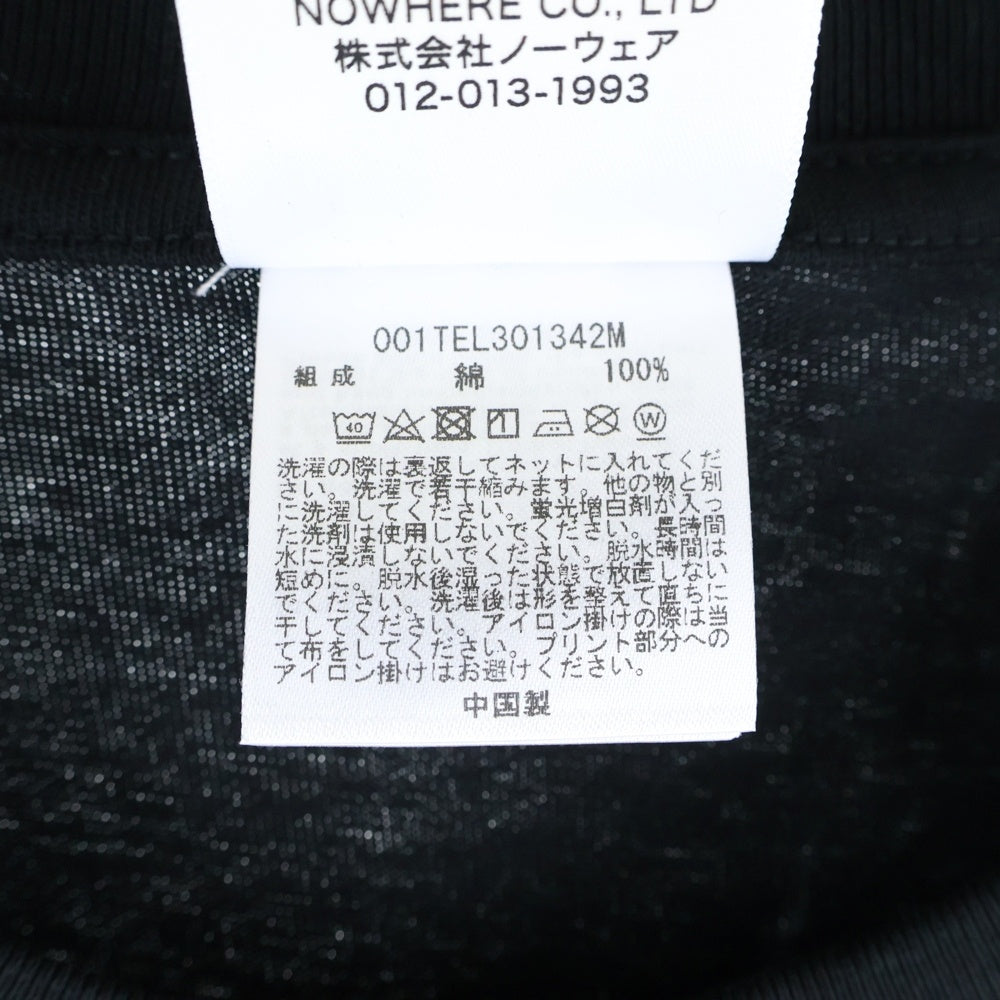 NOWHERE CO., LTD
株式会社ノーウェア
012-013-1993
001TEL301342M
組成 綿 100%
40 W
洗濯の際は裏返してネットに入れてくだ
さい。洗濯で若干縮みます。他の物と別
に洗濯してください。蛍光増白剤が入っ
た洗剤は使用しないでください。長時間
水に浸漬しないでください。脱水時間は
短めに。脱水後湿った状態で放置しない
でください。洗濯後は形を整えて直ちに
干してください。アイロン掛けの際は当
て布をしてください。プリント部分への
アイロン掛けはお避けください。
中国製